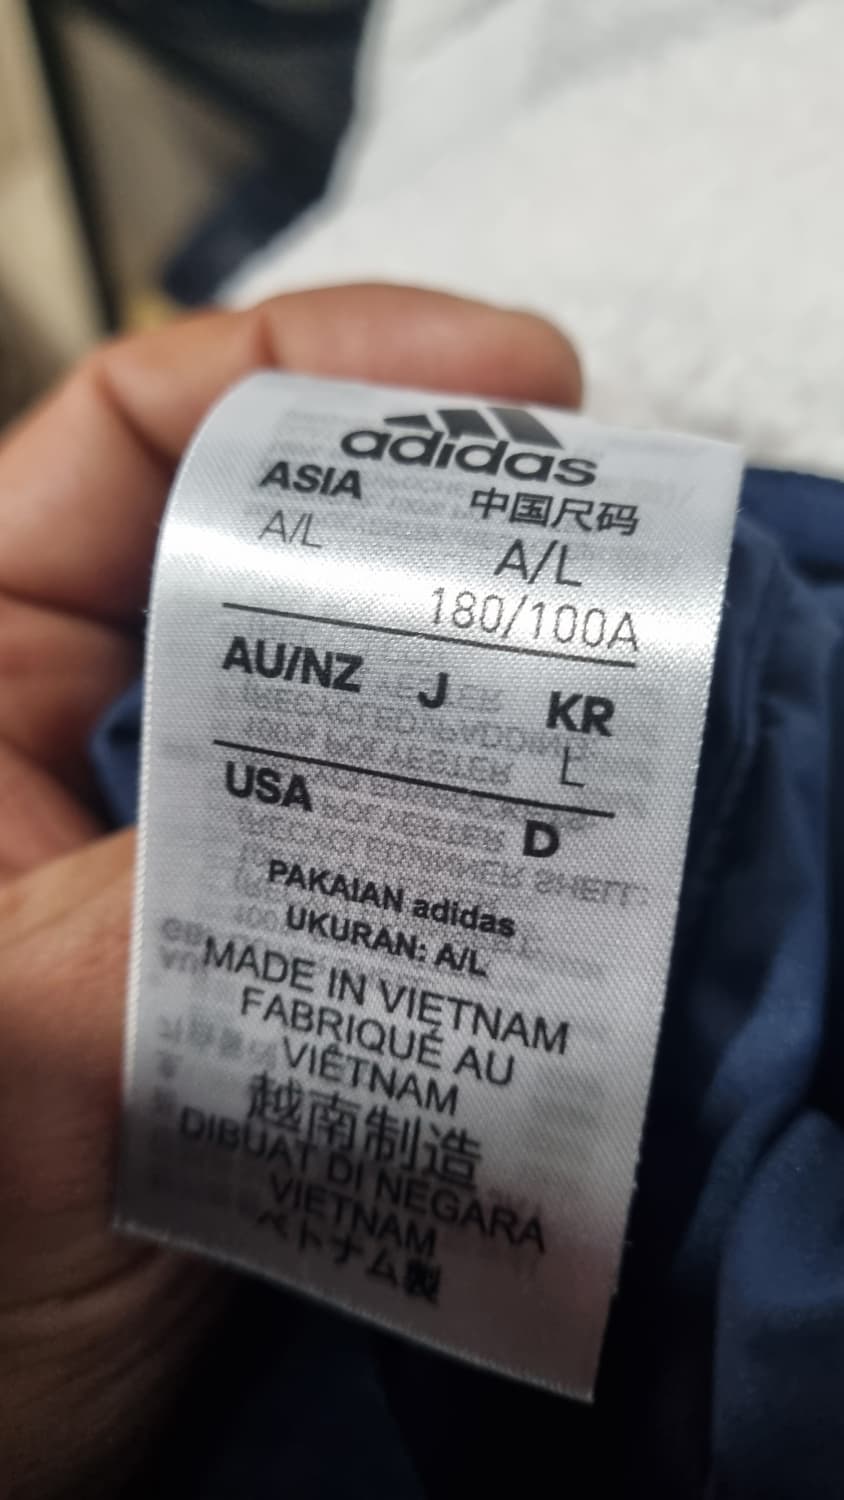 adidas
ASIA 中国尺码
A/L A/L
180/100A
AU/NZ J KR
L
USA D
PAKAIAN adidas
UKURAN: A/L
MADE IN VIETNAM
FABRIQUÉ AU
VIÊTNAM
越南制造
DIBUAT DI NEGARA
VIETNAM
ベトナム製